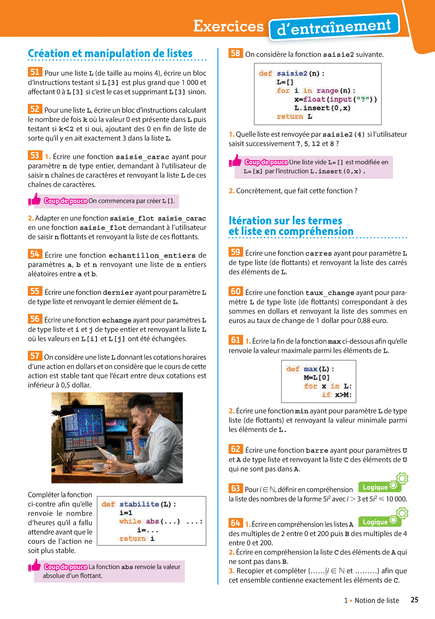 Exercices d'entraînement
Création et manipulation de listes
51 Pour une liste L (de taille au moins 4), écrire un bloc
d'instructions testant si L[3] est plus grand que 1 000 et
affectant 0 à L[3] si c'est le cas et supprimant L[3] sinon.
52 Pour une liste L, écrire un bloc d'instructions calculant
le nombre de fois k où la valeur 0 est présente dans L puis
testant si k<2 et si oui, ajoutant des 0 en fin de liste de
sorte qu'il y en ait exactement 3 dans la liste L.
53 1. Écrire une fonction saisie_carac ayant pour
paramètre n de type entier, demandant à l'utilisateur de
saisir n chaînes de caractères et renvoyant la liste L de ces
chaînes de caractères.
Coup de pouce On commencera par créer L[].
2. Adapter en une fonction saisie_flot saisie_carac
en une fonction saisie_flot demandant à l'utilisateur
de saisir n flottants et renvoyant la liste de ces flottants.
54 Écrire une fonction echantillon_entiers de
paramètres a, b et n renvoyant une liste de n entiers
aléatoires entre a et b.
55 Écrire une fonction dernier ayant pour paramètre L
de type liste et renvoyant le dernier élément de L.
56 Écrire une fonction echange ayant pour paramètres L
de type liste et i et j de type entier et renvoyant la liste L
où les valeurs en L[i] et L[j] ont été échangées.
57 On considère une liste L donnant les cotations horaires
d'une action en dollars et on considère que le cours de cette
action est stable tant que l'écart entre deux cotations est
inférieur à 0,5 dollar.
Compléter la fonction
ci-contre afin qu'elle
renvoie le nombre
d'heures qu'il a fallu
attendre avant que le
cours de l'action ne
soit plus stable.
def stabilite(L):
i=1
while abs(...) ...:
i=...
return i
Coup de pouce La fonction abs renvoie la valeur
absolue d'un flottant.
58 On considère la fonction saisie2 suivante.
def saisie2(n):
L=[]
for i in range(n):
x=float(input("?"))
L.insert(0,x)
return L
1. Quelle liste est renvoyée par saisie2(4) si l'utilisateur
saisit successivement 7, 5, 12 et 8 ?
Coup de pouce Une liste vide L=[] est modifiée en
L=[x] par l'instruction L.insert(0,x).
2. Concrètement, que fait cette fonction ?
Itération sur les termes
et liste en compréhension
59 Écrire une fonction carres ayant pour paramètre L
de type liste (de flottants) et renvoyant la liste des carrés
des éléments de L.
60 Écrire une fonction taux_change ayant pour para-
mètre L de type liste (de flottants) correspondant à des
sommes en dollars et renvoyant la liste des sommes en
euros au taux de change de 1 dollar pour 0,88 euro.
61 1. Écrire la fin de la fonction max ci-dessous afin qu'elle
renvoie la valeur maximale parmi les éléments de L.
def max(L):
M=L[0]
for x in L:
if x>M:
2. Écrire une fonction min ayant pour paramètre L de type
liste (de flottants) et renvoyant la valeur minimale parmi
les éléments de L.
62 Écrire une fonction barre ayant pour paramètres U
et A de type liste et renvoyant la liste C des éléments de U
qui ne sont pas dans A.
63 Pour i ∈ ℕ, définir en compréhension Logique
la liste des nombres de la forme 5i² avec i > 3 et 5i² ⩽ 10 000.
64 1. Écrire en compréhension les listes A Logique
des multiples de 2 entre 0 et 200 puis B des multiples de 4
entre 0 et 200.
2. Écrire en compréhension la liste C des éléments de A qui
ne sont pas dans B.
3. Recopier et compléter {......|i ∈ ℕ et .........} afin que
cet ensemble contienne exactement les éléments de C.
1 • Notion de liste 25